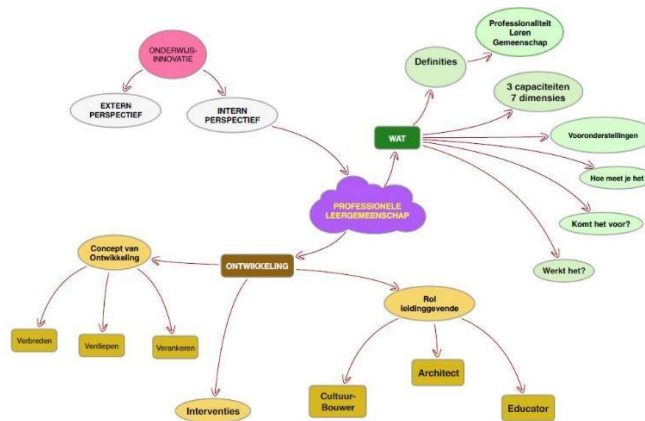 ONDERWIJS-
INNOVATIE
EXTERN
PERSPECTIEF
INTERN
PERSPECTIEF
Professionaliteit
Leren
Gemeenschap
Definities
3 capaciteiten
7 dimensies
WAT
Vooronderstellingen
Hoe meet je het
Komt het voor?
Werkt het?
PROFESSIONELE
LEERGEMEENSCHAP
Concept van
Ontwikkeling
ONTWIKKELING
Rol
leidinggevende
Verbreden
Verdiepen
Verankeren
Interventies
Cultuur-
Bouwer
Architect
Educator